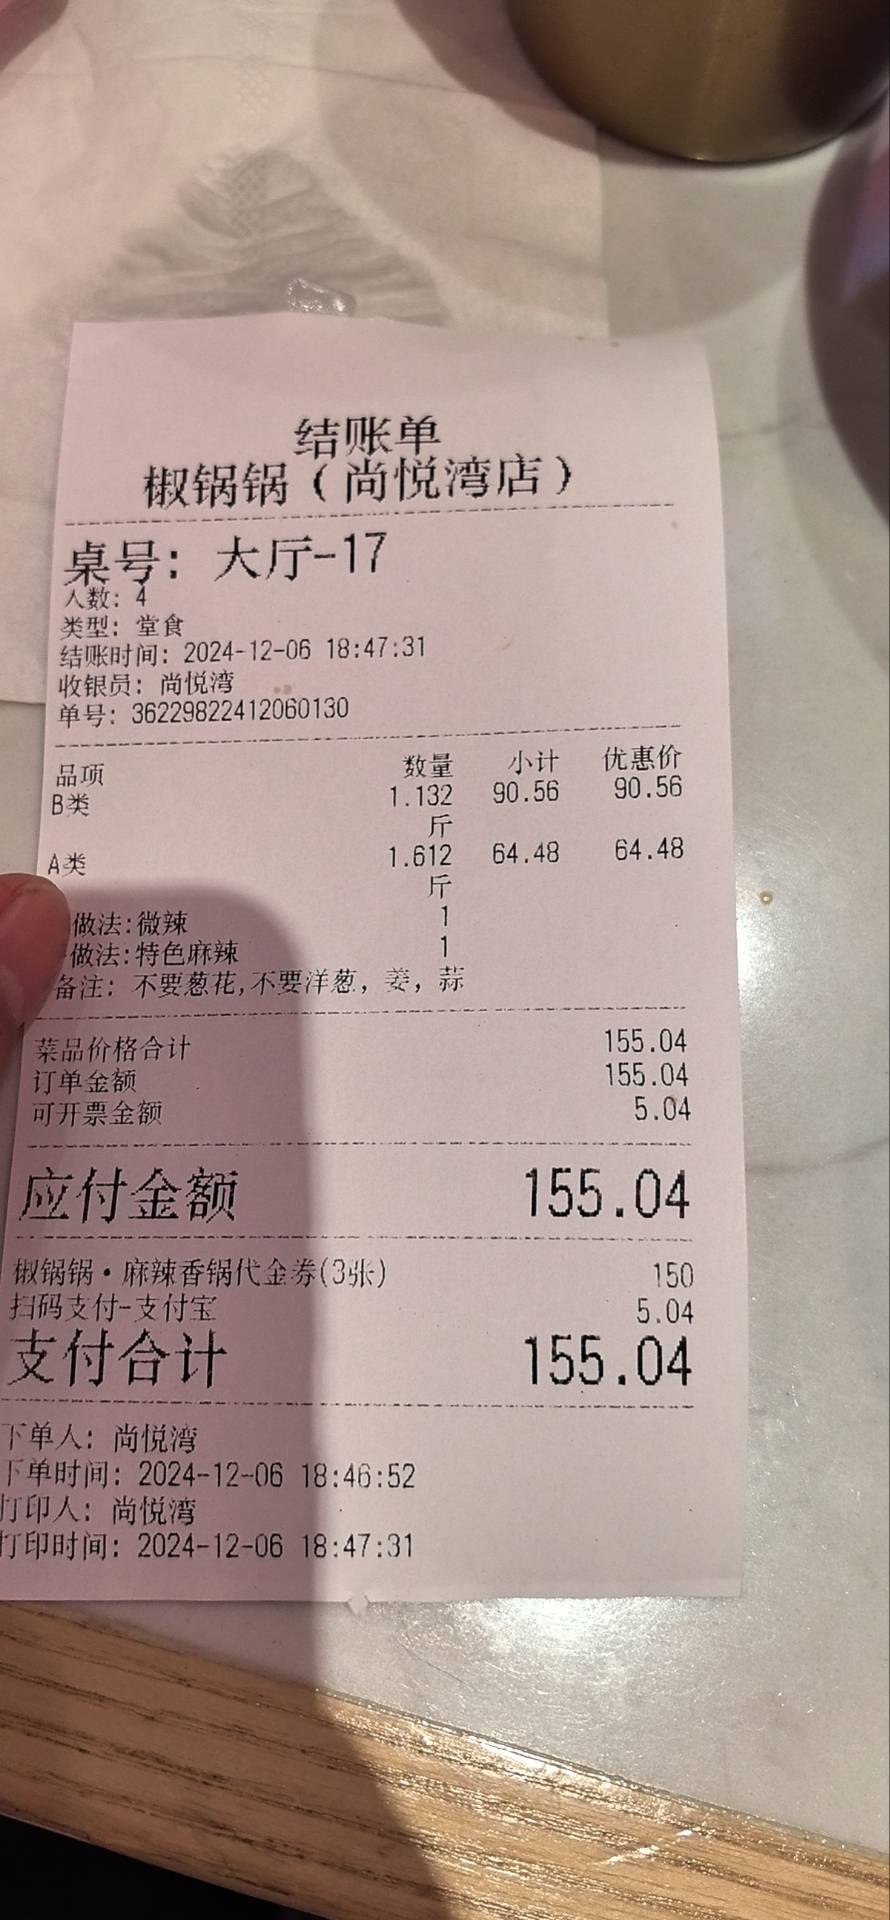 结账单
椒锅锅（尚悦湾店）
桌号: 大厅-17
人数: 4
类型: 堂食
结账时间: 2024-12-06 18:47:31
收银员: 尚悦湾
单号: 36229822412060130
品项 数量 小计 优惠价
B类 1.132 90.56 90.56
斤
A类 1.612 64.48 64.48
斤
做法:微辣 1
做法:特色麻辣 1
备注: 不要葱花,不要洋葱, 姜, 蒜
菜品价格合计 155.04
订单金额 155.04
可开票金额 5.04
应付金额 155.04
椒锅锅•麻辣香锅代金券(3张) 150
扫码支付-支付宝 5.04
支付合计 155.04
下单人: 尚悦湾
下单时间: 2024-12-06 18:46:52
打印人: 尚悦湾
打印时间: 2024-12-06 18:47:31